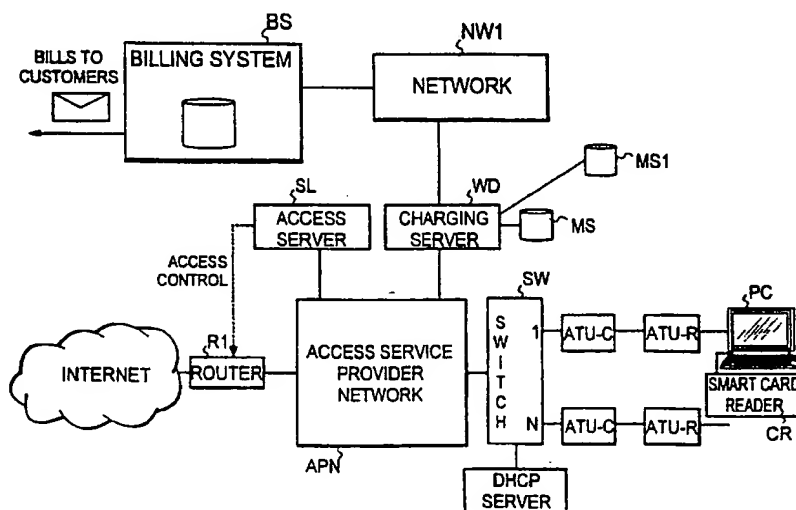 BS
BILLS TO
CUSTOMERS
BILLING SYSTEM
NW1
NETWORK
MS1
SL
WD
ACCESS
SERVER
CHARGING
SERVER
MS
ACCESS
CONTROL
SW
PC
R1
ACCESS SERVICE
PROVIDER
NETWORK
SWITCH
1
ATU-C
ATU-R
INTERNET
ROUTER
SMART CARD
READER
N
ATU-C
ATU-R
CR
APN
DHCP
SERVER